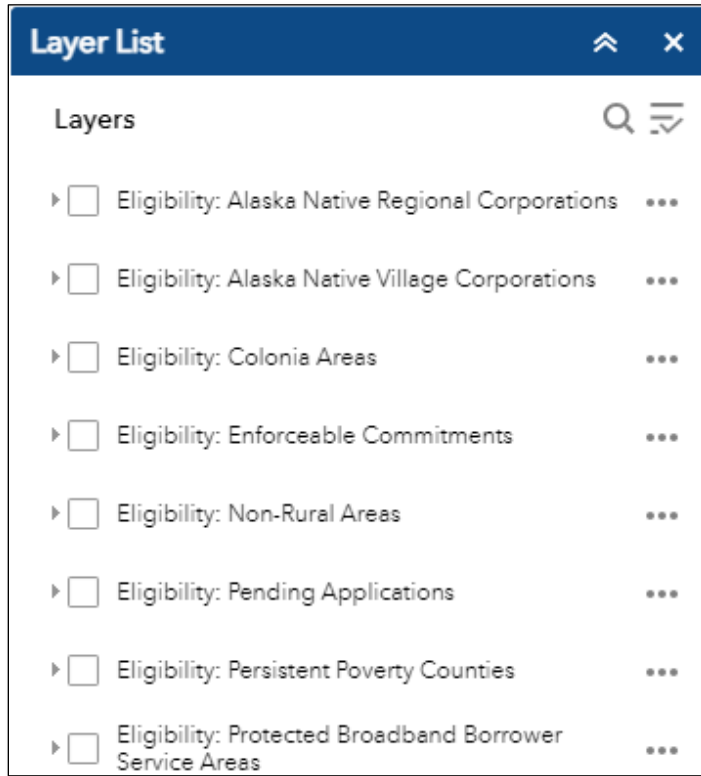 Layer List
Layers
Eligibility: Alaska Native Regional Corporations
Eligibility: Alaska Native Village Corporations
Eligibility: Colonia Areas
Eligibility: Enforceable Commitments
Eligibility: Non-Rural Areas
Eligibility: Pending Applications
Eligibility: Persistent Poverty Counties
Eligibility: Protected Broadband Borrower
Service Areas